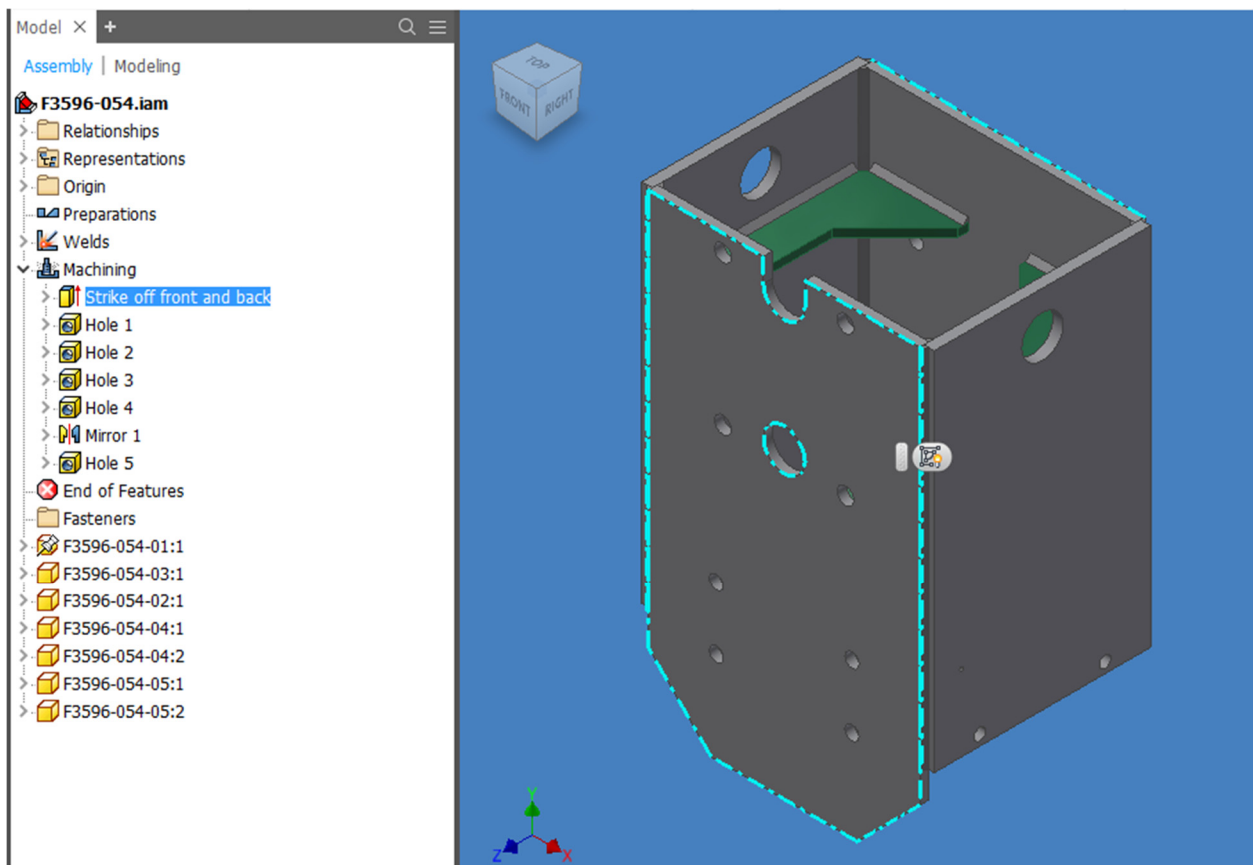 Model × +
Assembly | Modeling
F3596-054.iam
Relationships
Representations
Origin
Preparations
Welds
Machining
Strike off front and back
Hole 1
Hole 2
Hole 3
Hole 4
Mirror 1
Hole 5
End of Features
Fasteners
F3596-054-01:1
F3596-054-03:1
F3596-054-02:1
F3596-054-04:1
F3596-054-04:2
F3596-054-05:1
F3596-054-05:2
TOP
FRONT RIGHT
Y
Z X